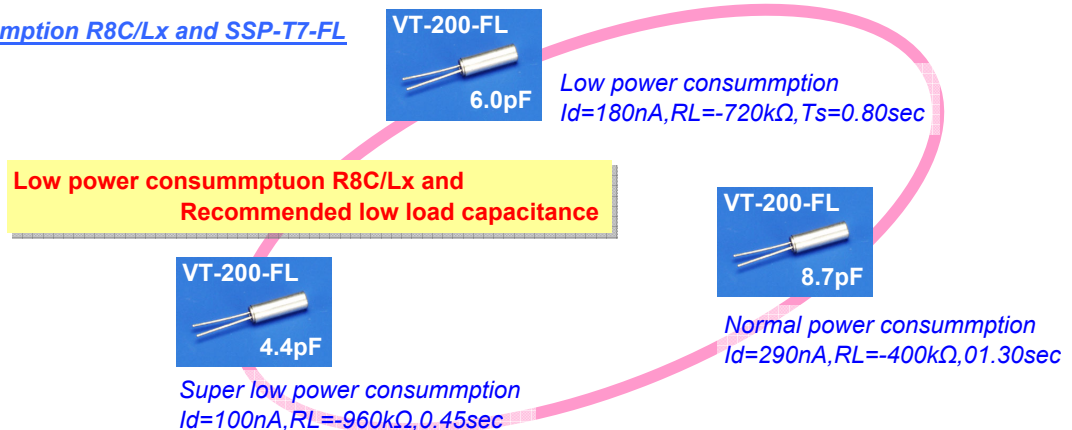 mption R8C/Lx and SSP-T7-FL
VT-200-FL
6.0pF
Low power consummption
Id=180nA,RL=-720kΩ,Ts=0.80sec
Low power consummptuon R8C/Lx and
Recommended low load capacitance
VT-200-FL
8.7pF
Normal power consummption
Id=290nA,RL=-400kΩ,01.30sec
VT-200-FL
4.4pF
Super low power consummption
Id=100nA,RL=-960kΩ,0.45sec